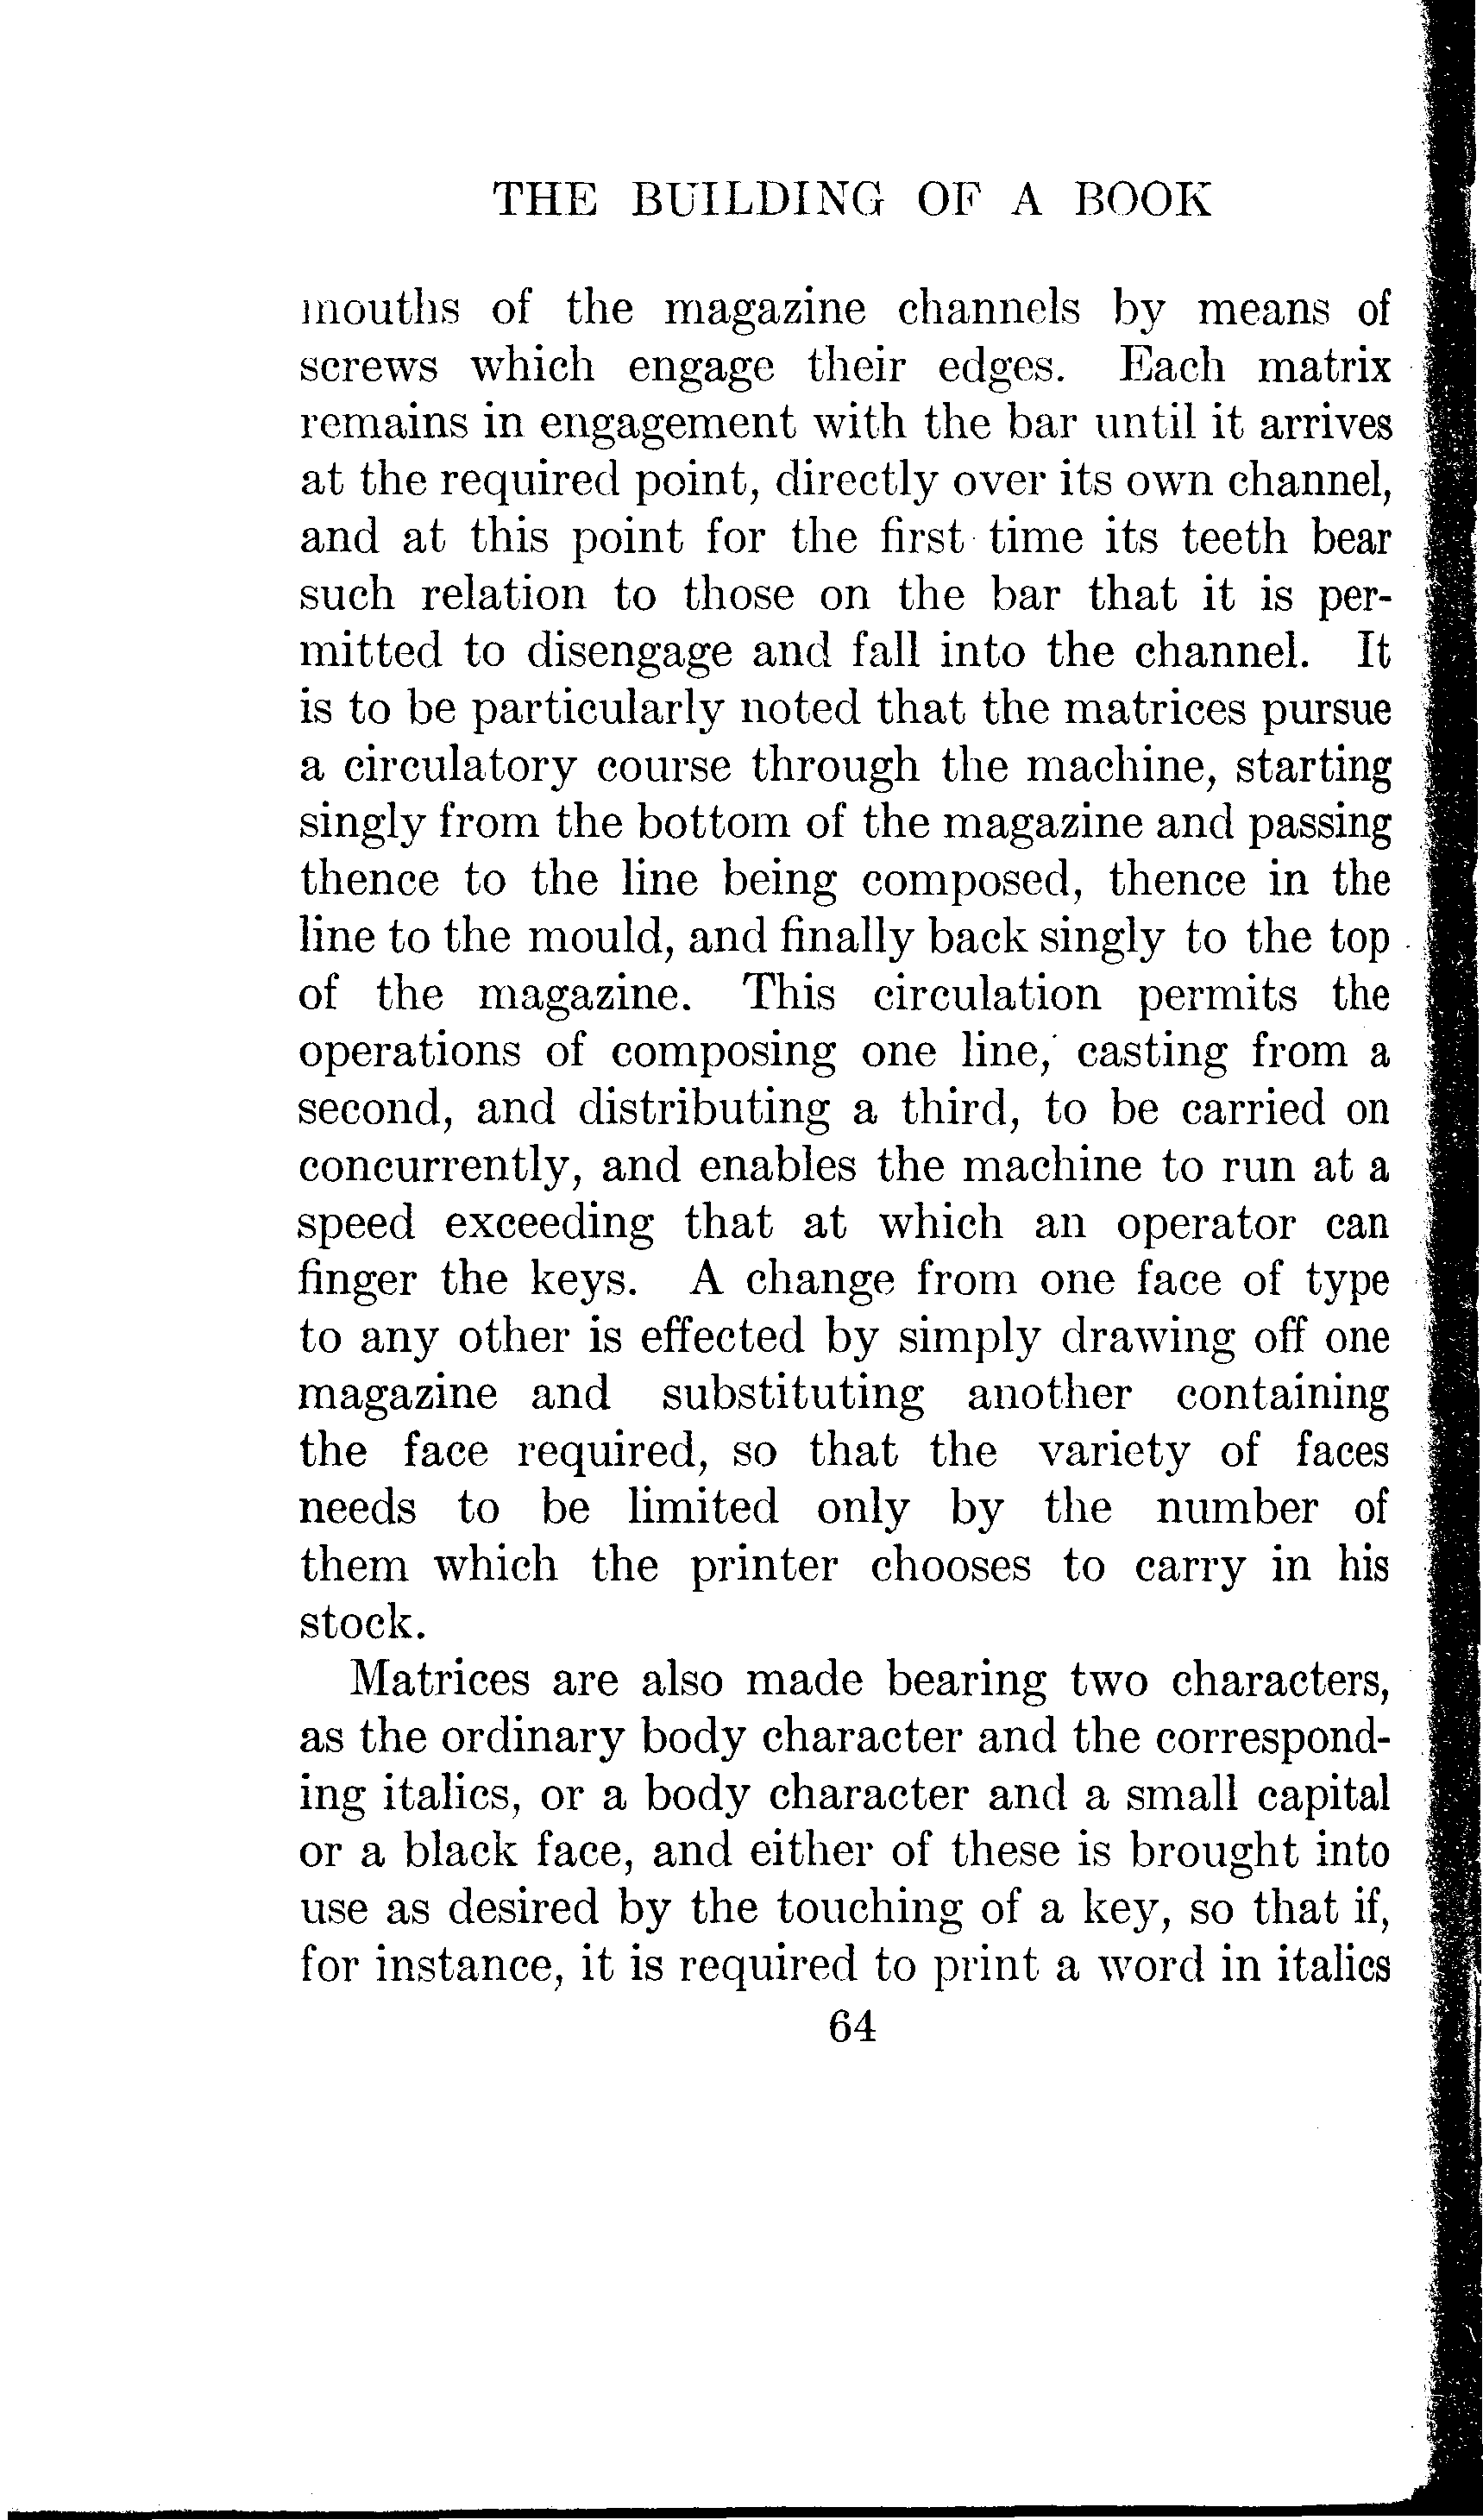 THE BUILDING OF A BOOK
mouths of the magazine channels by means of
screws which engage their edges. Each matrix
remains in engagement with the bar until it arrives
at the required point, directly over its own channel,
and at this point for the first time its teeth bear
such relation to those on the bar that it is per-
mitted to disengage and fall into the channel. It
is to be particularly noted that the matrices pursue
a circulatory course through the machine, starting
singly from the bottom of the magazine and passing
thence to the line being composed, thence in the
line to the mould, and finally back singly to the top
of the magazine. This circulation permits the
operations of composing one line, casting from a
second, and distributing a third, to be carried on
concurrently, and enables the machine to run at a
speed exceeding that at which an operator can
finger the keys. A change from one face of type
to any other is effected by simply drawing off one
magazine and substituting another containing
the face required, so that the variety of faces
needs to be limited only by the number of
them which the printer chooses to carry in his
stock.
Matrices are also made bearing two characters,
as the ordinary body character and the correspond-
ing italics, or a body character and a small capital
or a black face, and either of these is brought into
use as desired by the touching of a key, so that if,
for instance, it is required to print a word in italics
64